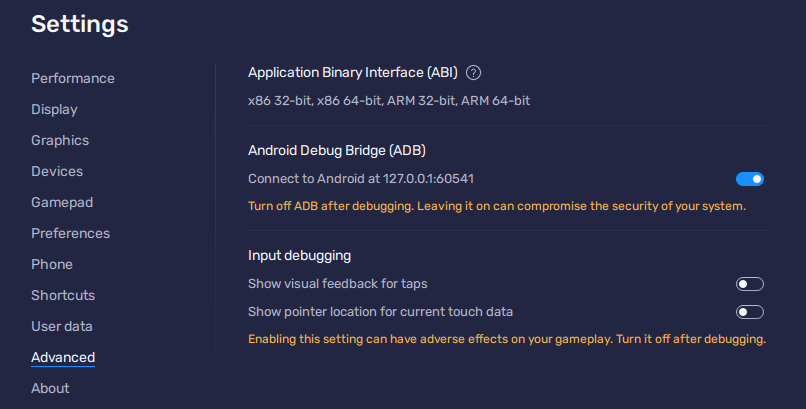 Settings
Performance
Display
Graphics
Devices
Gamepad
Preferences
Phone
Shortcuts
User data
Advanced
About
Application Binary Interface (ABI) ?
x86 32-bit, x86 64-bit, ARM 32-bit, ARM 64-bit
Android Debug Bridge (ADB)
Connect to Android at 127.0.0.1:60541
Turn off ADB after debugging. Leaving it on can compromise the security of your system.
Input debugging
Show visual feedback for taps
Show pointer location for current touch data
Enabling this setting can have adverse effects on your gameplay. Turn it off after debugging.